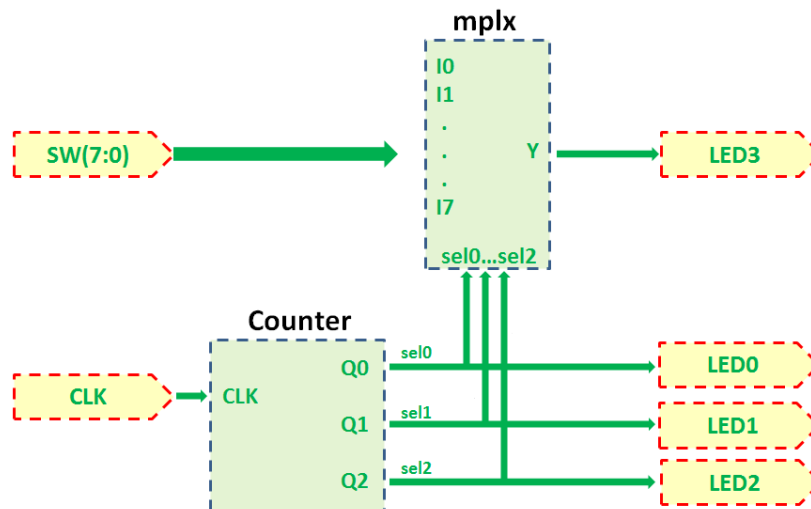 mplx
I0
I1
.
SW(7:0)
.
Y
LED3
.
I7
sel0...sel2
Counter
sel0
Q0
LED0
CLK
CLK
sel1
Q1
LED1
sel2
Q2
LED2